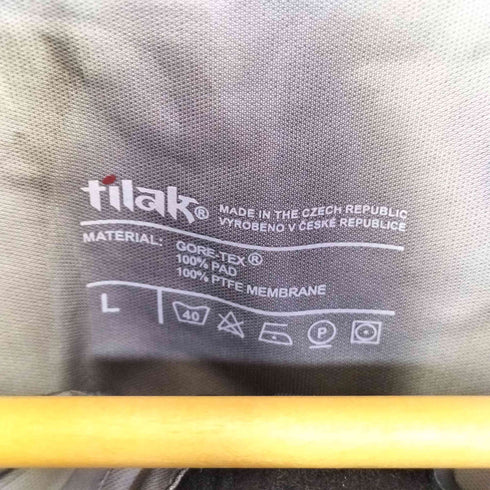 tilak®
MADE IN THE CZECH REPUBLIC
VYROBENO V ČESKÉ REPUBLICE
MATERIAL: GORE-TEX®
100% PAD
100% PTFE MEMBRANE
L 40 P